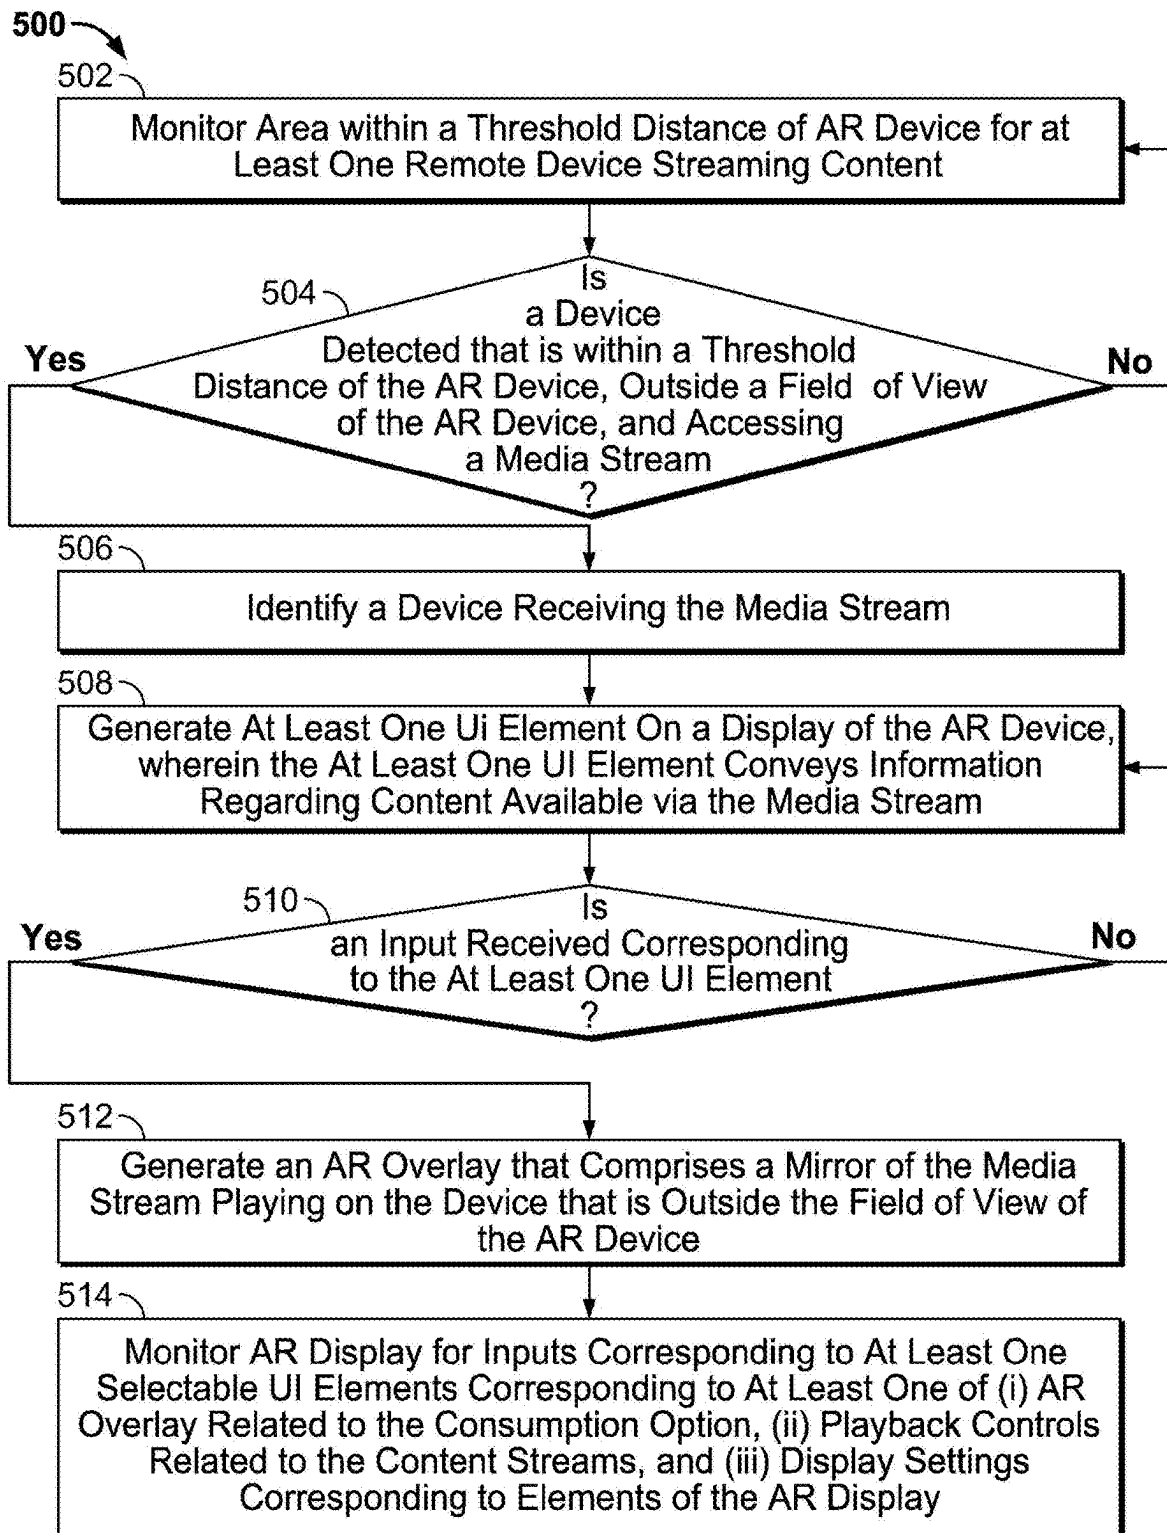 500
502
Monitor Area within a Threshold Distance of AR Device for at
Least One Remote Device Streaming Content
504
Is
a Device
Detected that is within a Threshold
Distance of the AR Device, Outside a Field of View
of the AR Device, and Accessing
a Media Stream
?
Yes
No
506
Identify a Device Receiving the Media Stream
508
Generate At Least One Ui Element On a Display of the AR Device,
wherein the At Least One UI Element Conveys Information
Regarding Content Available via the Media Stream
510
Is
an Input Received Corresponding
to the At Least One UI Element
?
Yes
No
512
Generate an AR Overlay that Comprises a Mirror of the Media
Stream Playing on the Device that is Outside the Field of View of
the AR Device
514
Monitor AR Display for Inputs Corresponding to At Least One
Selectable UI Elements Corresponding to At Least One of (i) AR
Overlay Related to the Consumption Option, (ii) Playback Controls
Related to the Content Streams, and (iii) Display Settings
Corresponding to Elements of the AR Display